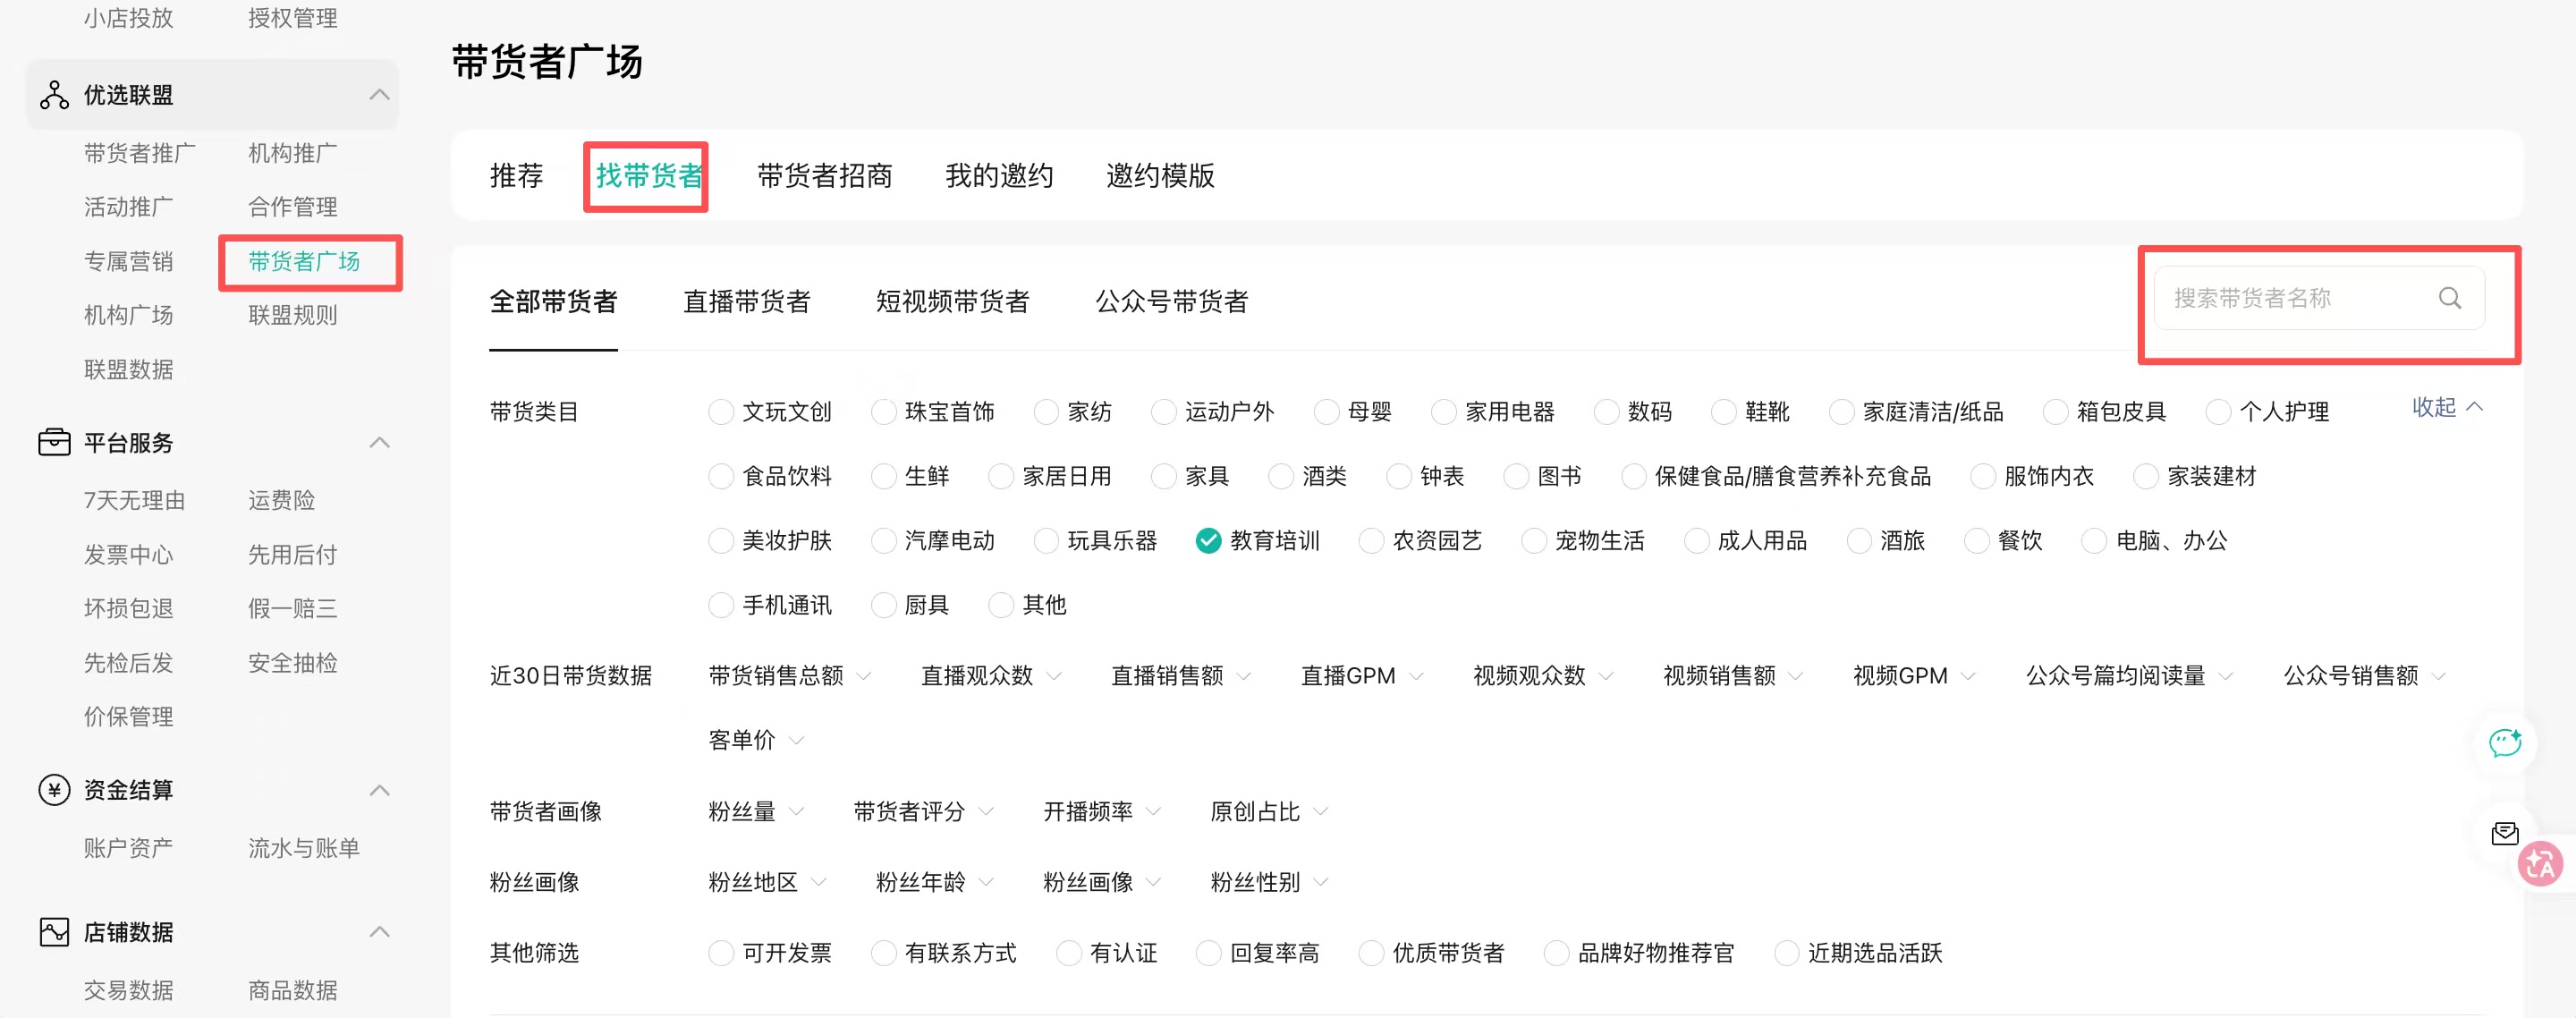 小店投放 授权管理
优选联盟
带货者推广 机构推广
活动推广 合作管理
专属营销 带货者广场
机构广场 联盟规则
联盟数据
平台服务
7天无理由 运费险
发票中心 先用后付
坏损包退 假一赔三
先检后发 安全抽检
价保管理
资金结算
账户资产 流水与账单
店铺数据
交易数据 商品数据
带货者广场
推荐 找带货者 带货者招商 我的邀约 邀约模版
全部带货者 直播带货者 短视频带货者 公众号带货者 搜索带货者名称
带货类目 文玩文创 珠宝首饰 家纺 运动户外 母婴 家用电器 数码 鞋靴 家庭清洁/纸品 箱包皮具 个人护理 收起
食品饮料 生鲜 家居日用 家具 酒类 钟表 图书 保健食品/膳食营养补充食品 服饰内衣 家装建材
美妆护肤 汽摩电动 玩具乐器 教育培训 农资园艺 宠物生活 成人用品 酒旅 餐饮 电脑、办公
手机通讯 厨具 其他
近30日带货数据 带货销售总额 直播观众数 直播销售额 直播GPM 视频观众数 视频销售额 视频GPM 公众号篇均阅读量 公众号销售额
客单价
带货者画像 粉丝量 带货者评分 开播频率 原创占比
粉丝画像 粉丝地区 粉丝年龄 粉丝画像 粉丝性别
其他筛选 可开发票 有联系方式 有认证 回复率高 优质带货者 品牌好物推荐官 近期选品活跃